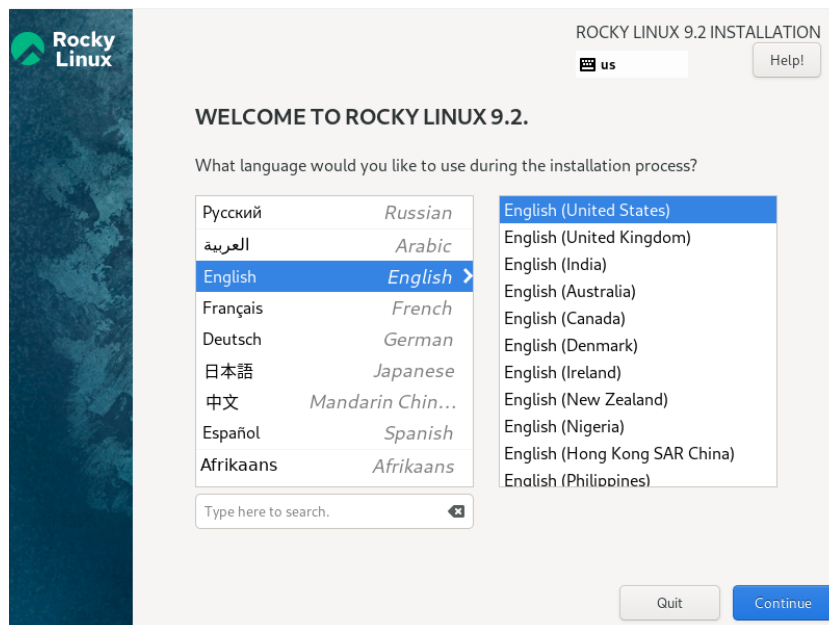 Rocky
Linux
ROCKY LINUX 9.2 INSTALLATION
us
Help!
WELCOME TO ROCKY LINUX 9.2.
What language would you like to use during the installation process?
Русский Russian
العربية Arabic
English English
Français French
Deutsch German
日本語 Japanese
中文 Mandarin Chin...
Español Spanish
Afrikaans Afrikaans
Type here to search.
English (United States)
English (United Kingdom)
English (India)
English (Australia)
English (Canada)
English (Denmark)
English (Ireland)
English (New Zealand)
English (Nigeria)
English (Hong Kong SAR China)
English (Philippines)
Quit
Continue